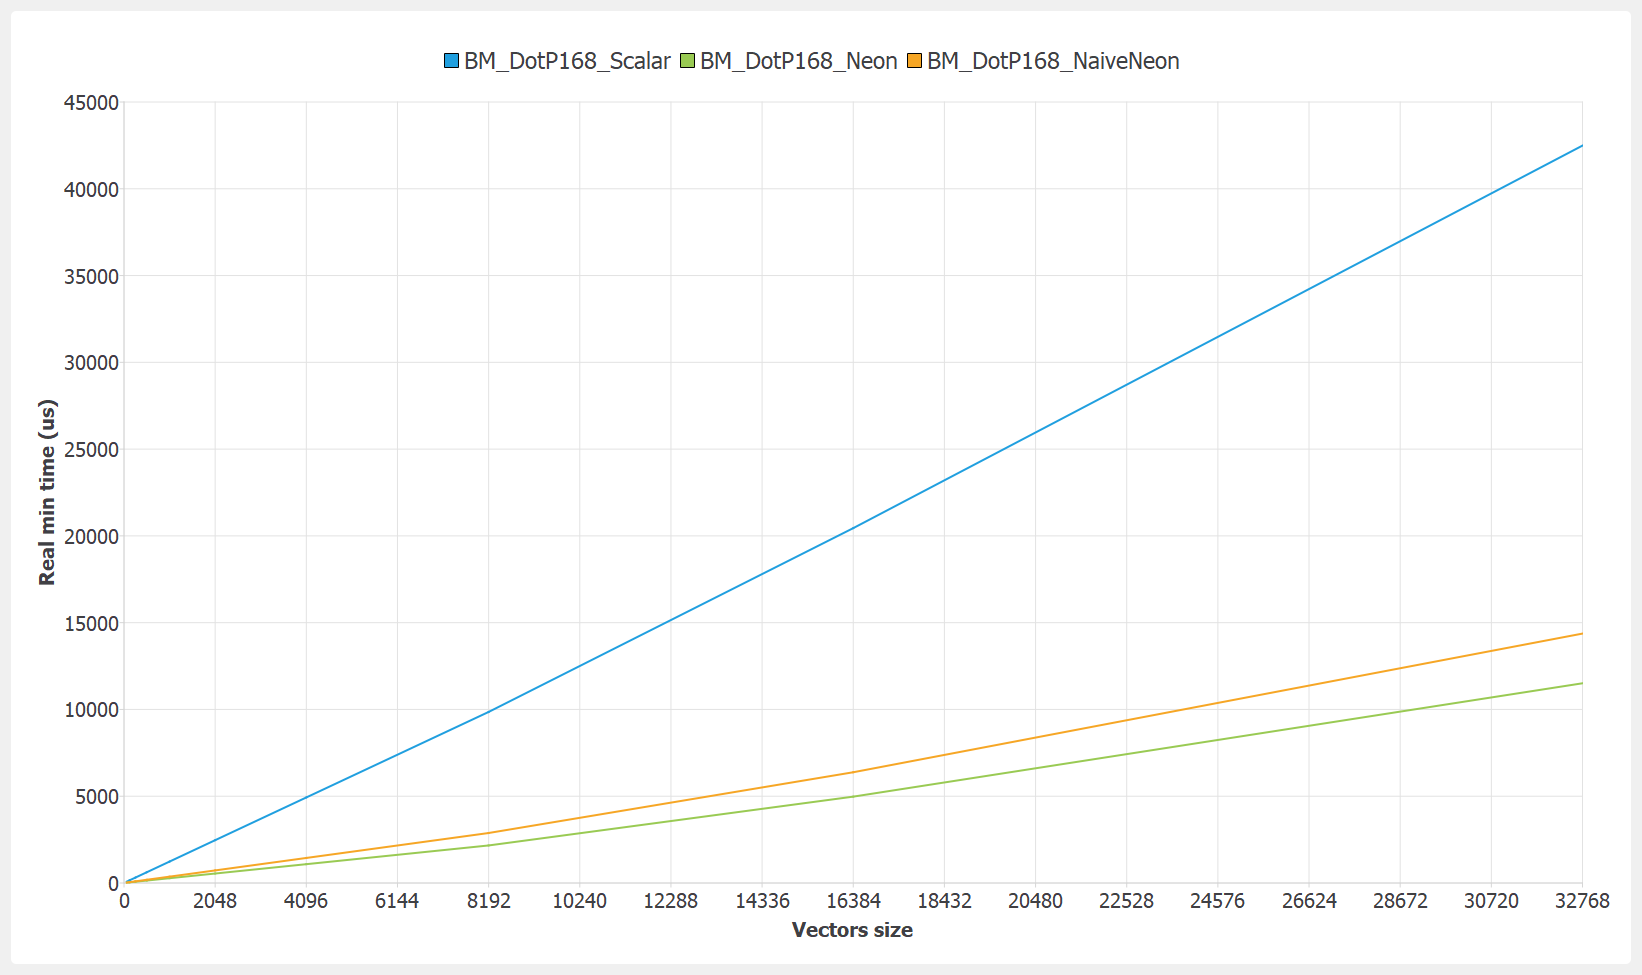 BM_DotP168_Scalar BM_DotP168_Neon BM_DotP168_NaiveNeon
45000
40000
35000
30000
25000
20000
15000
10000
5000
0
Real min time (us)
0 2048 4096 6144 8192 10240 12288 14336 16384 18432 20480 22528 24576 26624 28672 30720 32768
Vectors size